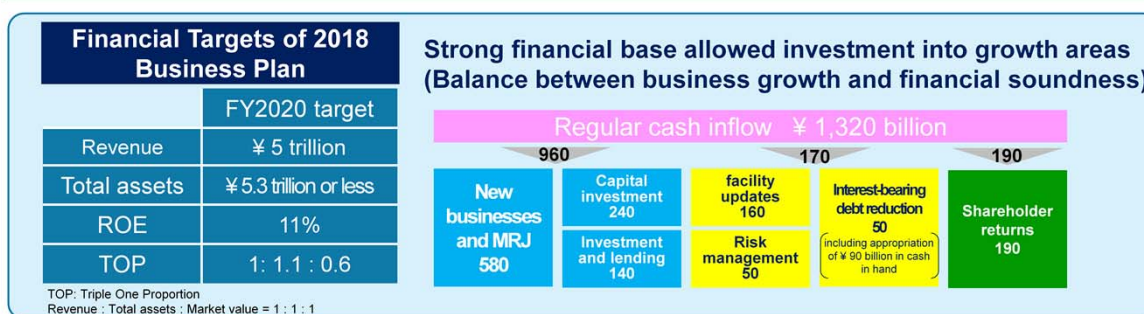 Financial Targets of 2018
Business Plan
FY2020 target
Revenue
¥ 5 trillion
Total assets
¥ 5.3 trillion or less
ROE
11%
TOP
1: 1.1 : 0.6
TOP: Triple One Proportion
Revenue : Total assets : Market value = 1 : 1 : 1
Strong financial base allowed investment into growth areas
(Balance between business growth and financial soundness)
Regular cash inflow ¥ 1,320 billion
960
170
190
New
businesses
and MRJ
580
Capital
investment
240
Investment
and lending
140
facility
updates
160
Risk
management
50
Interest-bearing
debt reduction
50
(including appropriation
of ¥ 90 billion in cash
in hand)
Shareholder
returns
190